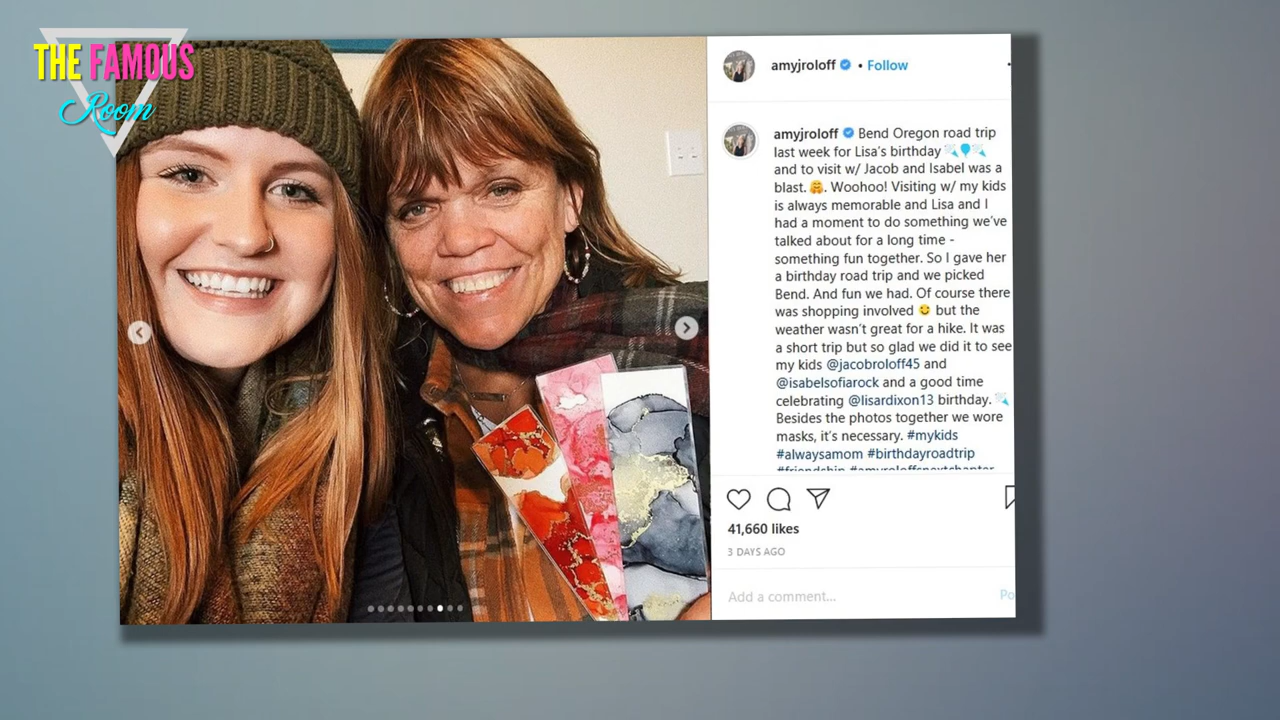 THE FAMOUS
Room
amyjroloff • Follow
amyjroloff Bend Oregon road trip
last week for Lisa's birthday
and to visit w/ Jacob and Isabel was a
blast. 🤗. Woohoo! Visiting w/ my kids
is always memorable and Lisa and I
had a moment to do something we've
talked about for a long time -
something fun together. So I gave her
a birthday road trip and we picked
Bend. And fun we had. Of course there
was shopping involved 🙂 but the
weather wasn't great for a hike. It was
a short trip but so glad we did it to see
my kids @jacobroloff45 and
@isabelsofiarock and a good time
celebrating @lisardixon13 birthday.
Besides the photos together we wore
masks, it's necessary. #mykids
#alwaysamom #birthdayroadtrip
#friendship #amyroloffsnextchapter
41,660 likes
3 DAYS AGO
Add a comment...
Po